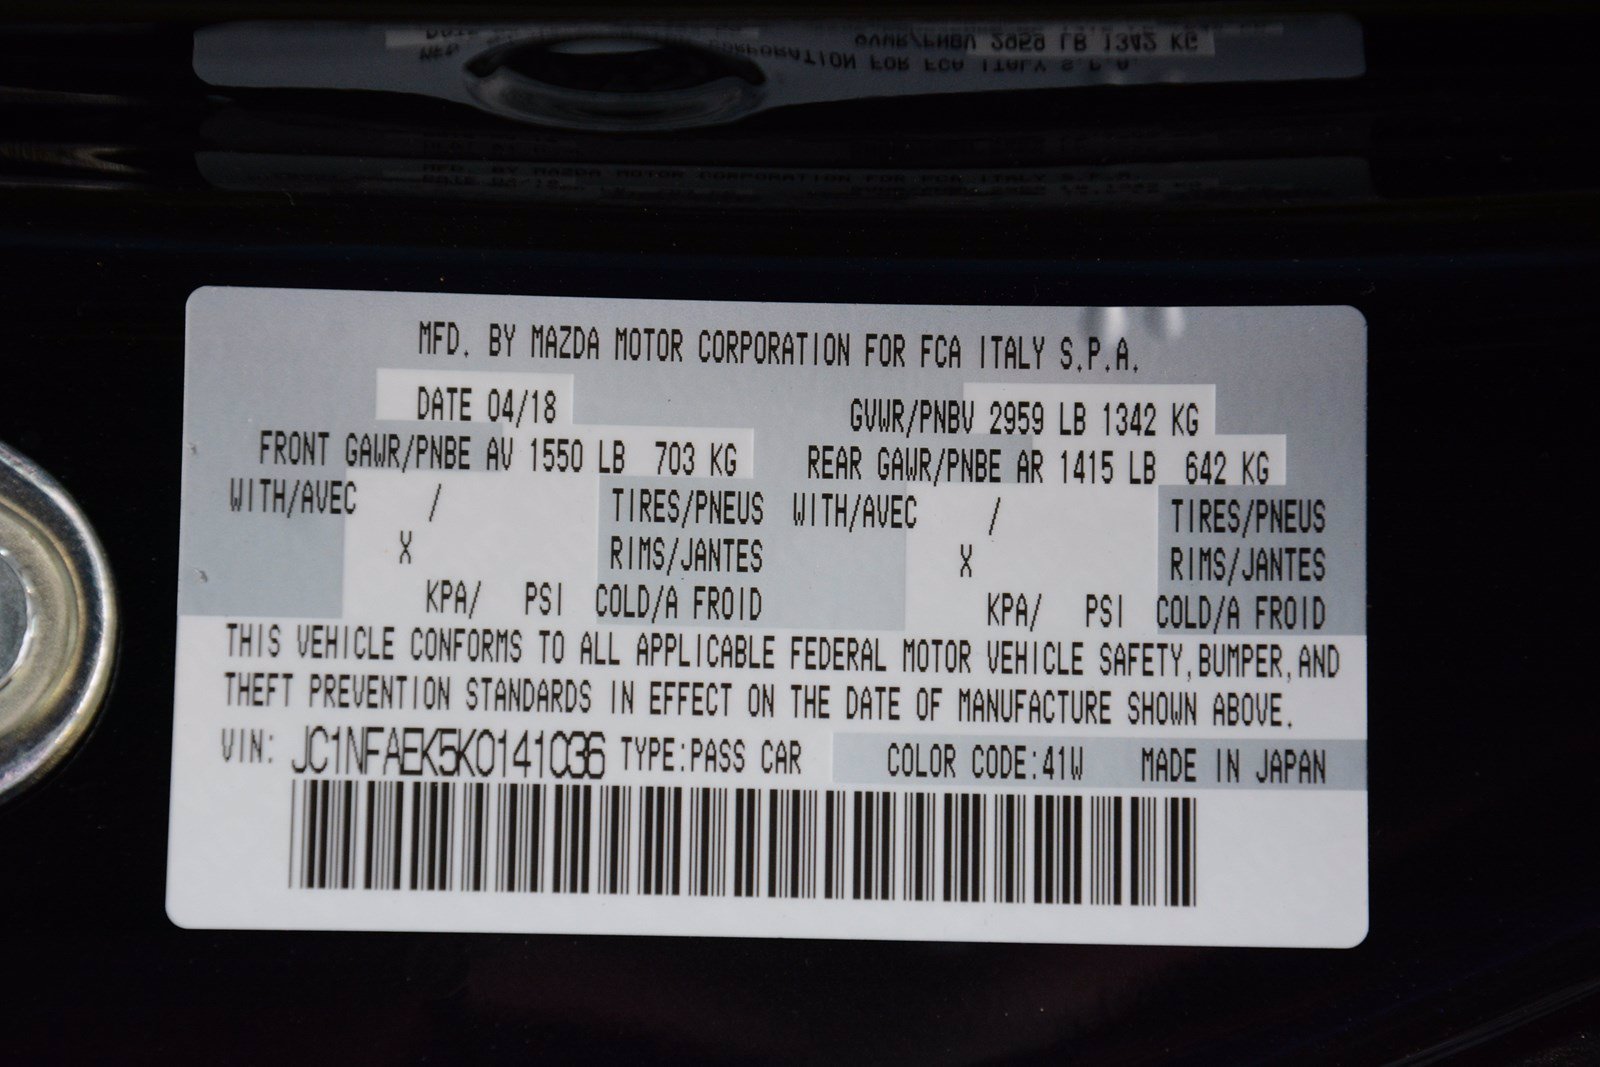 MFD. BY MAZDA MOTOR CORPORATION FOR FCA ITALY S.P.A.
DATE 04/18 GVWR/PNBV 2959 LB 1342 KG
FRONT GAWR/PNBE AV 1550 LB 703 KG REAR GAWR/PNBE AR 1415 LB 642 KG
WITH/AVEC / TIRES/PNEUS WITH/AVEC / TIRES/PNEUS
X RIMS/JANTES X RIMS/JANTES
KPA/ PSI COLD/A FROID KPA/ PSI COLD/A FROID
THIS VEHICLE CONFORMS TO ALL APPLICABLE FEDERAL MOTOR VEHICLE SAFETY,BUMPER,AND
THEFT PREVENTION STANDARDS IN EFFECT ON THE DATE OF MANUFACTURE SHOWN ABOVE.
VIN: JC1NFAEK5K0141036 TYPE:PASS CAR COLOR CODE:41W MADE IN JAPAN